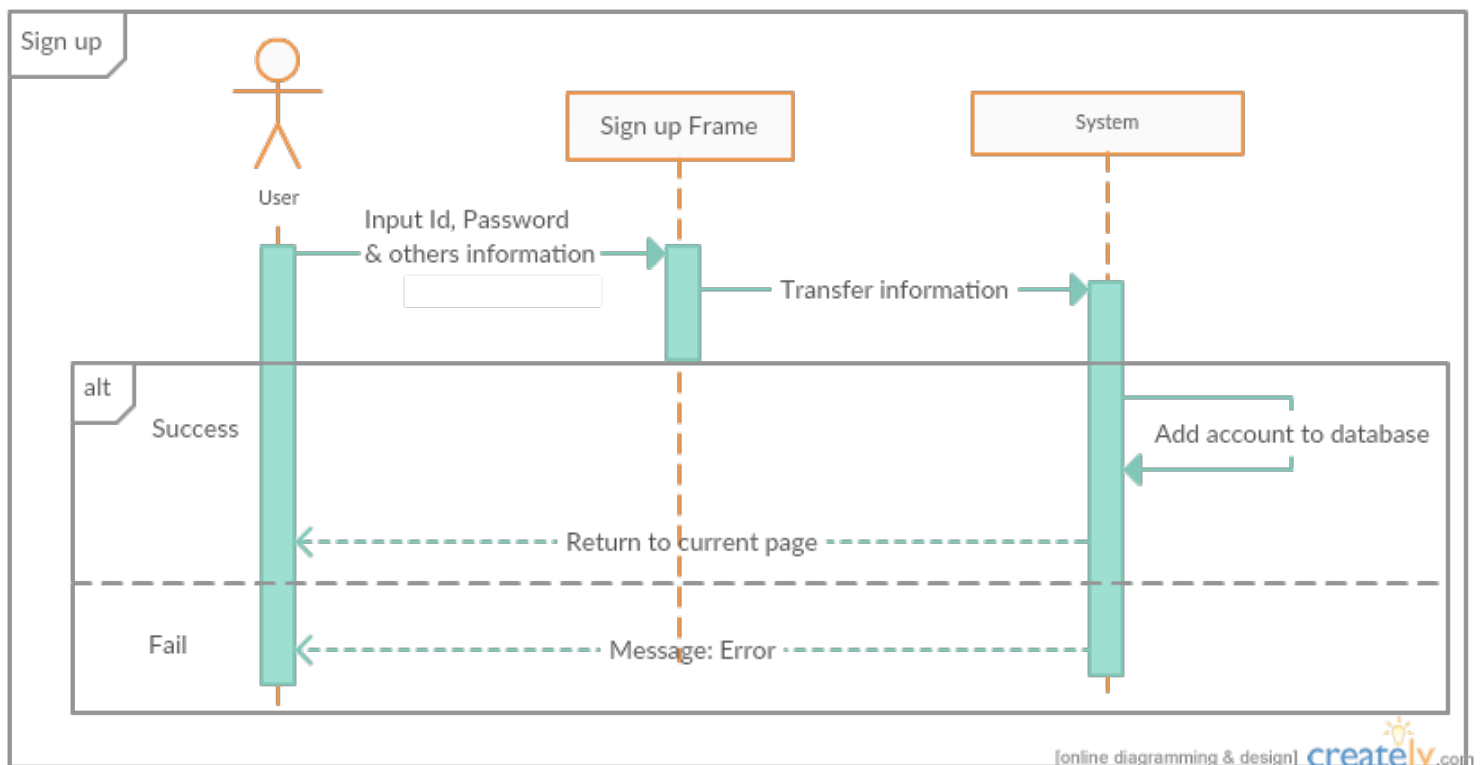 Sign up
Sign up Frame
System
User
Input Id, Password
& others information
Transfer information
alt
Success
Add account to database
Return to current page
Fail
Message: Error
[online diagramming & design] creately.com